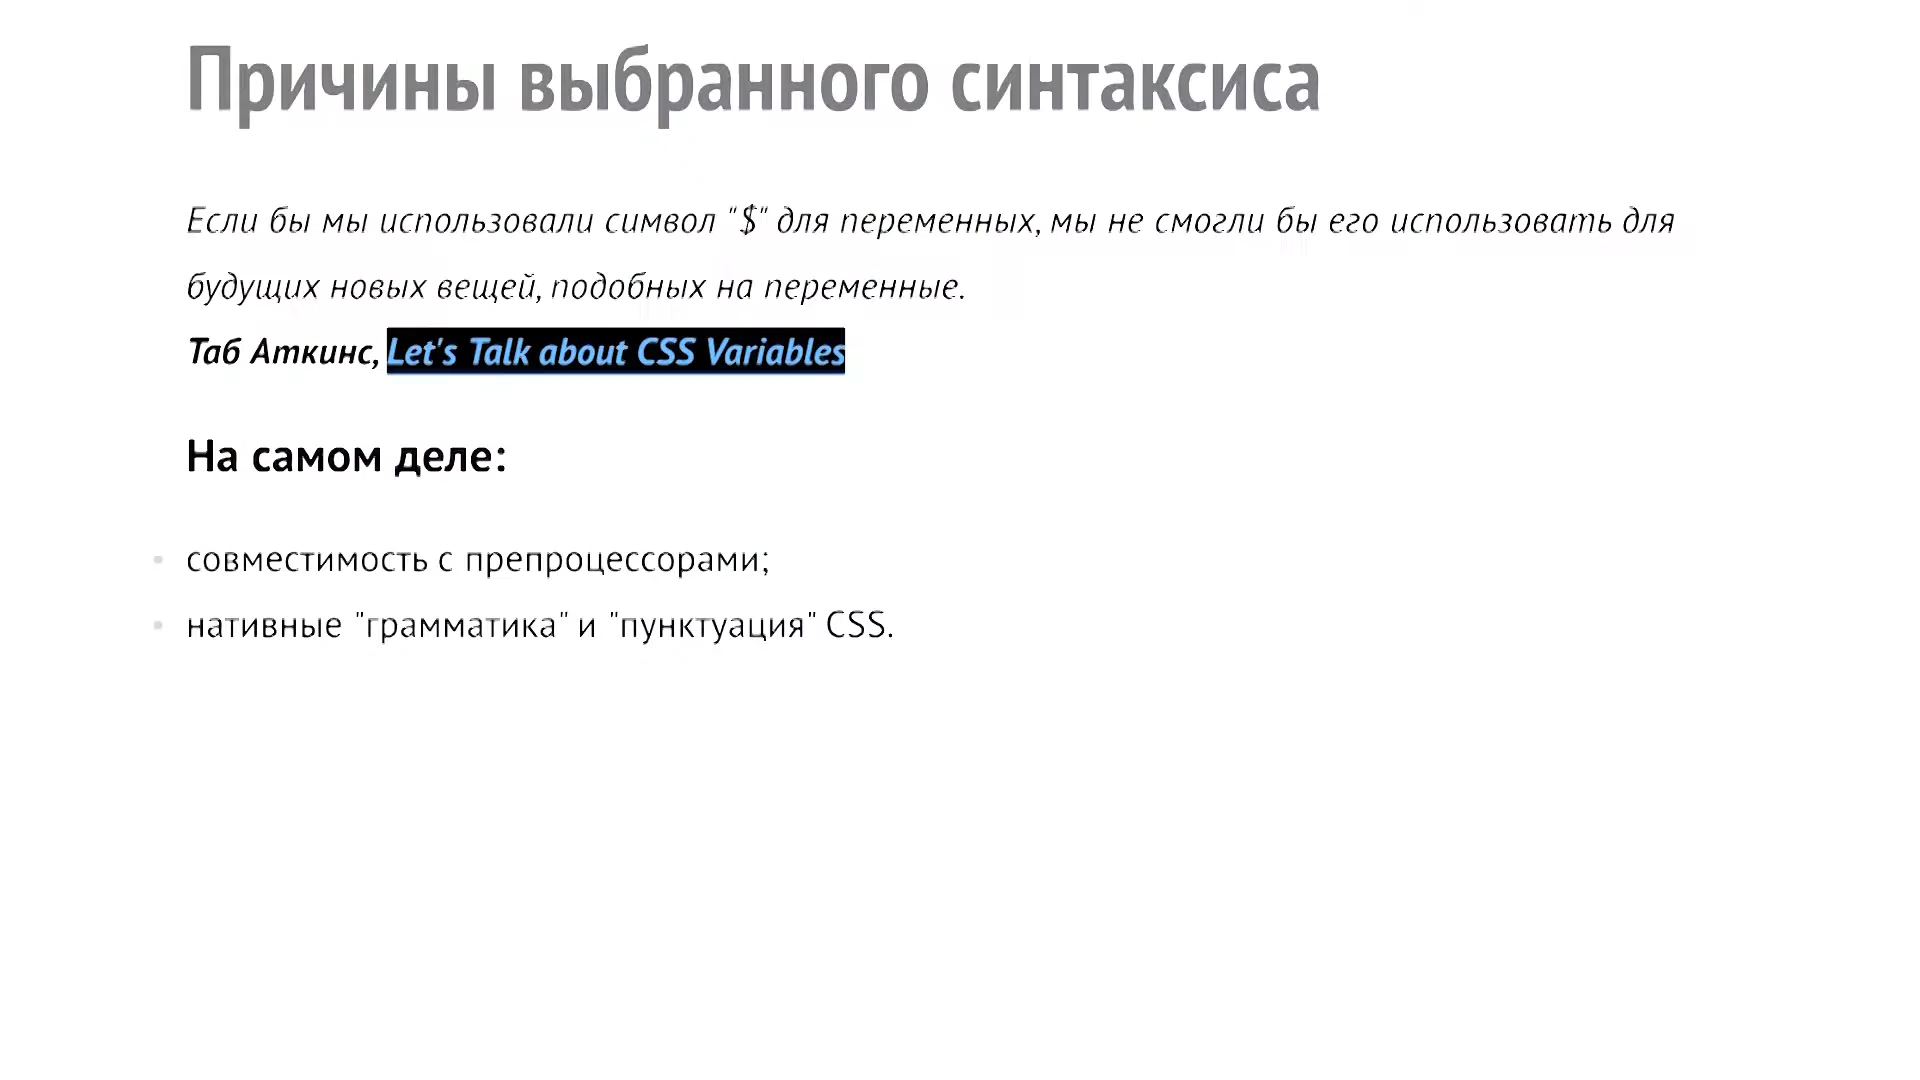 Причины выбранного синтаксиса
Если бы мы использовали символ "$" для переменных, мы не смогли бы его использовать для
будущих новых вещей, подобных на переменные.
Таб Аткинс, Let's Talk about CSS Variables
На самом деле:
совместимость с препроцессорами;
нативные "грамматика" и "пунктуация" CSS.